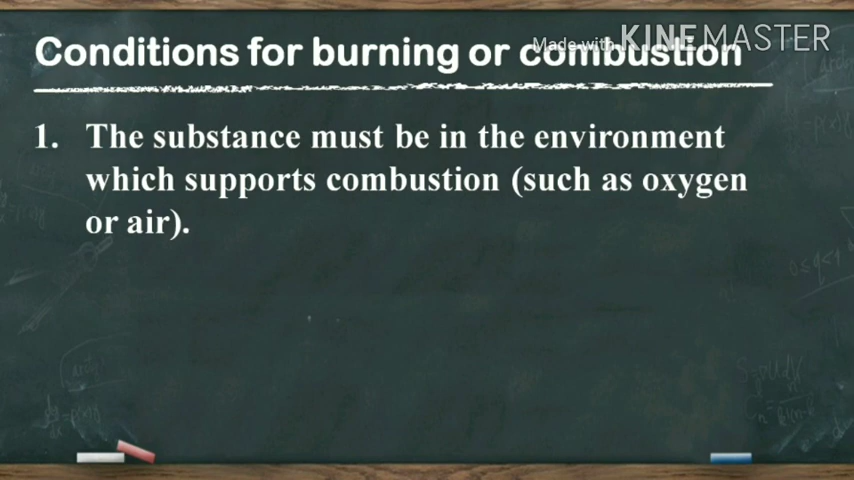 Made with KINEMASTER
Conditions for burning or combustion
1. The substance must be in the environment
which supports combustion (such as oxygen
or air).